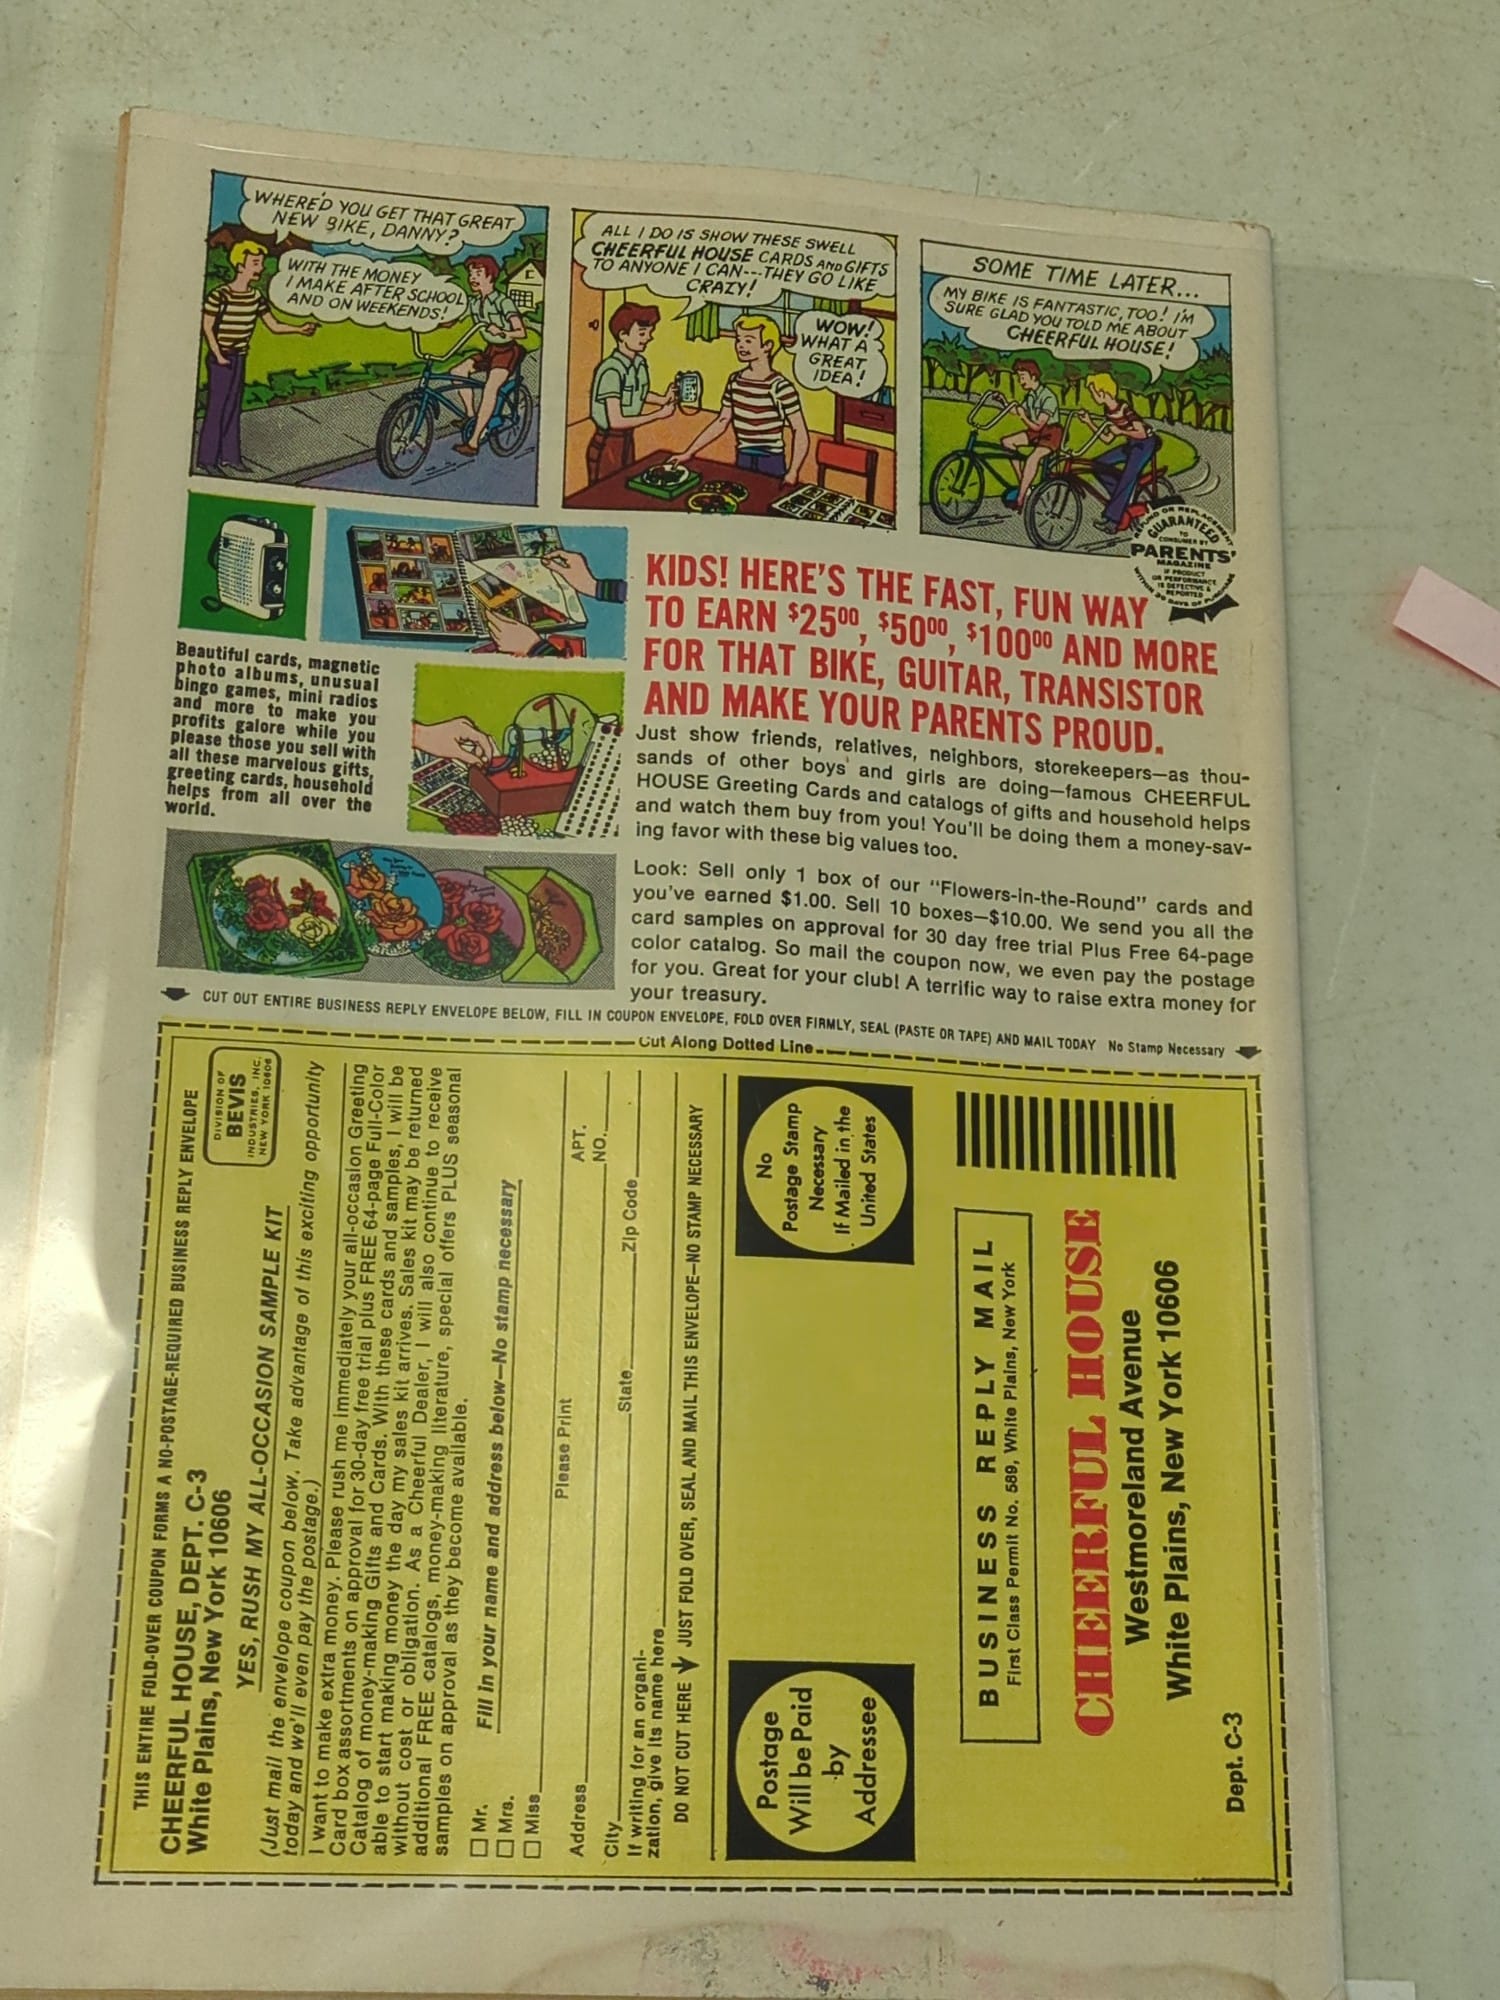 WHERE'D YOU GET THAT GREAT
NEW BIKE, DANNY?
WITH THE MONEY
I MAKE AFTER SCHOOL
AND ON WEEKENDS!
ALL I DO IS SHOW THESE SWELL
CHEERFUL HOUSE CARDS AND GIFTS
TO ANYONE I CAN---THEY GO LIKE
CRAZY!
WOW!
WHAT A
GREAT
IDEA!
SOME TIME LATER...
MY BIKE IS FANTASTIC, TOO! I'M
SURE GLAD YOU TOLD ME ABOUT
CHEERFUL HOUSE!
GUARANTEED
TO
CONSUMER BY
PARENTS'
MAGAZINE
IF PRODUCT
OR PERFORMANCE
IS DEFECTIVE &
REPORTED
KIDS! HERE'S THE FAST, FUN WAY
TO EARN $2500, $5000, $10000 AND MORE
FOR THAT BIKE, GUITAR, TRANSISTOR
AND MAKE YOUR PARENTS PROUD.
Beautiful cards, magnetic
photo albums, unusual
bingo games, mini radios
and more to make you
profits galore while you
please those you sell with
all these marvelous gifts,
greeting cards, household
helps from all over the
world.
Just show friends, relatives, neighbors, storekeepers—as thou-
sands of other boys and girls are doing—famous CHEERFUL
HOUSE Greeting Cards and catalogs of gifts and household helps
and watch them buy from you! You'll be doing them a money-sav-
ing favor with these big values too.
Look: Sell only 1 box of our "Flowers-in-the-Round" cards and
you've earned $1.00. Sell 10 boxes—$10.00. We send you all the
card samples on approval for 30 day free trial Plus Free 64-page
color catalog. So mail the coupon now, we even pay the postage
for you. Great for your club! A terrific way to raise extra money for
your treasury.
CUT OUT ENTIRE BUSINESS REPLY ENVELOPE BELOW, FILL IN COUPON ENVELOPE, FOLD OVER FIRMLY, SEAL (PASTE OR TAPE) AND MAIL TODAY No Stamp Necessary
Cut Along Dotted Line
THIS ENTIRE FOLD-OVER COUPON FORMS A NO-POSTAGE-REQUIRED BUSINESS REPLY ENVELOPE
CHEERFUL HOUSE, DEPT. C-3
White Plains, New York 10606
DIVISION OF
BEVIS
INDUSTRIES, INC.
NEW YORK 10606
YES, RUSH MY ALL-OCCASION SAMPLE KIT
(Just mail the envelope coupon below. Take advantage of this exciting opportunity
today and we'll even pay the postage.)
I want to make extra money. Please rush me immediately your all-occasion Greeting
Card box assortments on approval for 30-day free trial plus FREE 64-page Full-Color
Catalog of money-making Gifts and Cards. With these cards and samples, I will be
able to start making money the day my sales kit arrives. Sales kit may be returned
without cost or obligation. As a Cheerful Dealer, I will also continue to receive
additional FREE catalogs, money-making literature, special offers PLUS seasonal
samples on approval as they become available.
Fill in your name and address below—No stamp necessary
Mr.
Mrs.
Miss
Please Print
Address
APT.
NO.
City
State
Zip Code
If writing for an organi-
zation, give its name here
DO NOT CUT HERE JUST FOLD OVER, SEAL AND MAIL THIS ENVELOPE—NO STAMP NECESSARY
Postage
Will be Paid
by
Addressee
No
Postage Stamp
Necessary
If Mailed in the
United States
BUSINESS REPLY MAIL
First Class Permit No. 589, White Plains, New York
CHEERFUL HOUSE
Westmoreland Avenue
White Plains, New York 10606
Dept. C-3